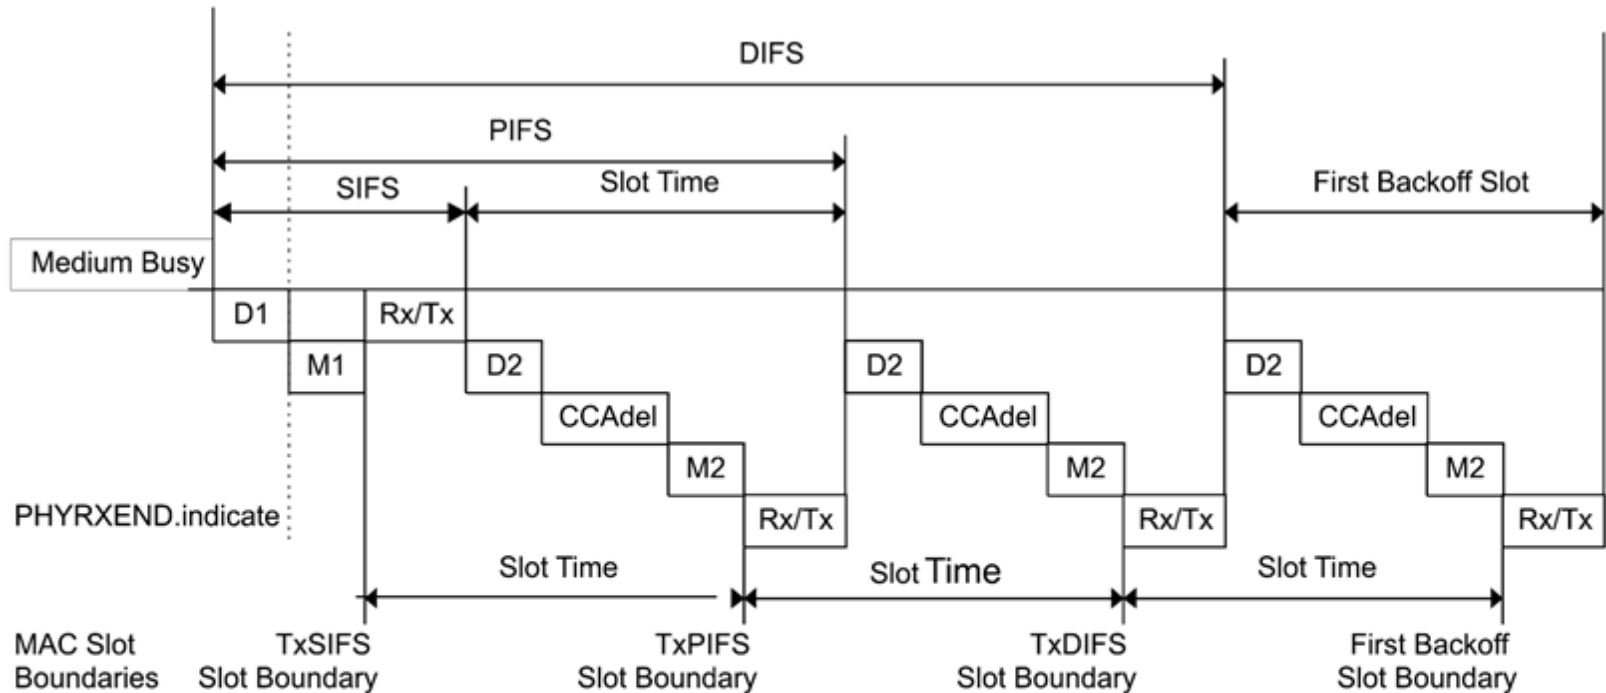 DIFS
PIFS
SIFS
Slot Time
First Backoff Slot
Medium Busy
D1
Rx/Tx
M1
D2
D2
D2
CCAdel
CCAdel
CCAdel
M2
M2
M2
PHYRXEND.indicate
Rx/Tx
Rx/Tx
Rx/Tx
Slot Time
Slot Time
Slot Time
MAC Slot
Boundaries
TxSIFS
Slot Boundary
TxPIFS
Slot Boundary
TxDIFS
Slot Boundary
First Backoff
Slot Boundary